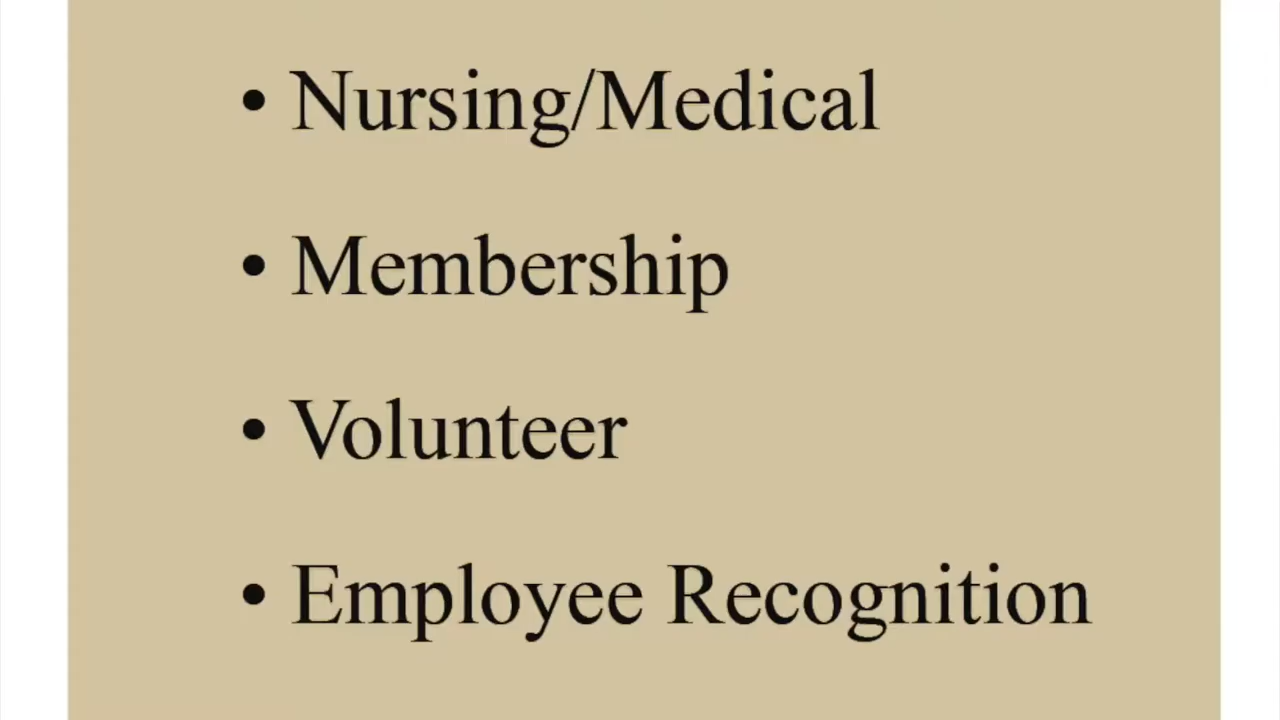 • Nursing/Medical
• Membership
• Volunteer
• Employee Recognition